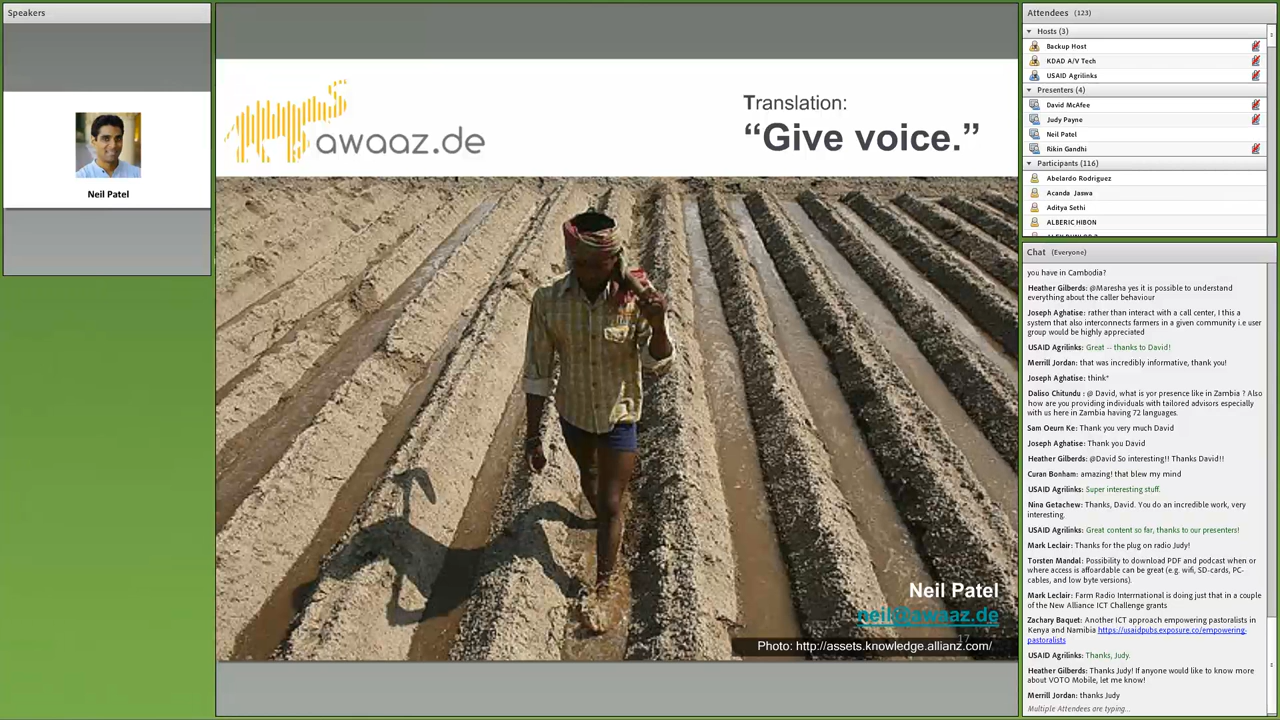 Speakers
Neil Patel
awaaz.de
Translation:
“Give voice.”
Neil Patel
neil@awaaz.de
17
Photo: http://assets.knowledge.allianz.com/
Attendees (123)
Hosts (3)
Backup Host
KDAD A/V Tech
USAID Agrilinks
Presenters (4)
David McAfee
Judy Payne
Neil Patel
Rikin Gandhi
Participants (116)
Abelardo Rodriguez
Acanda Jaswa
Aditya Sethi
ALBERIC HIBON
Chat (Everyone)
you have in Cambodia?
Heather Gilberds: @Maresha yes it is possible to understand
everything about the caller behaviour
Joseph Aghatise: rather than interact with a call center, I this a
system that also interconnects farmers in a given community i.e user
group would be highly appreciated
USAID Agrilinks: Great -- thanks to David!
Merrill Jordan: that was incredibly informative, thank you!
Joseph Aghatise: think*
Daliso Chitundu : @ David, what is yor presence like in Zambia ? Also
how are you providing individuals with tailored advisors especially
with us here in Zambia having 72 languages.
Sam Oeurn Ke: Thank you very much David
Joseph Aghatise: Thank you David
Heather Gilberds: @David So interesting!! Thanks David!!
Curan Bonham: amazing! that blew my mind
USAID Agrilinks: Super interesting stuff.
Nina Getachew: Thanks, David. You do an incredible work, very
interesting.
USAID Agrilinks: Great content so far, thanks to our presenters!
Mark Leclair: Thanks for the plug on radio Judy!
Torsten Mandal: Possibility to download PDF and podcast when or
where access is affoardable can be great (e.g. wifi, SD-cards, PC-
cables, and low byte versions).
Mark Leclair: Farm Radio International is doing just that in a couple
of the New Alliance ICT Challenge grants
Zachary Baquet: Another ICT approach empowering pastoralists in
Kenya and Namibia https://usaidpubs.exposure.co/empowering-
pastoralists
USAID Agrilinks: Thanks, Judy.
Heather Gilberds: Thanks Judy! If anyone would like to know more
about VOTO Mobile, let me know!
Merrill Jordan: thanks Judy
Multiple Attendees are typing...